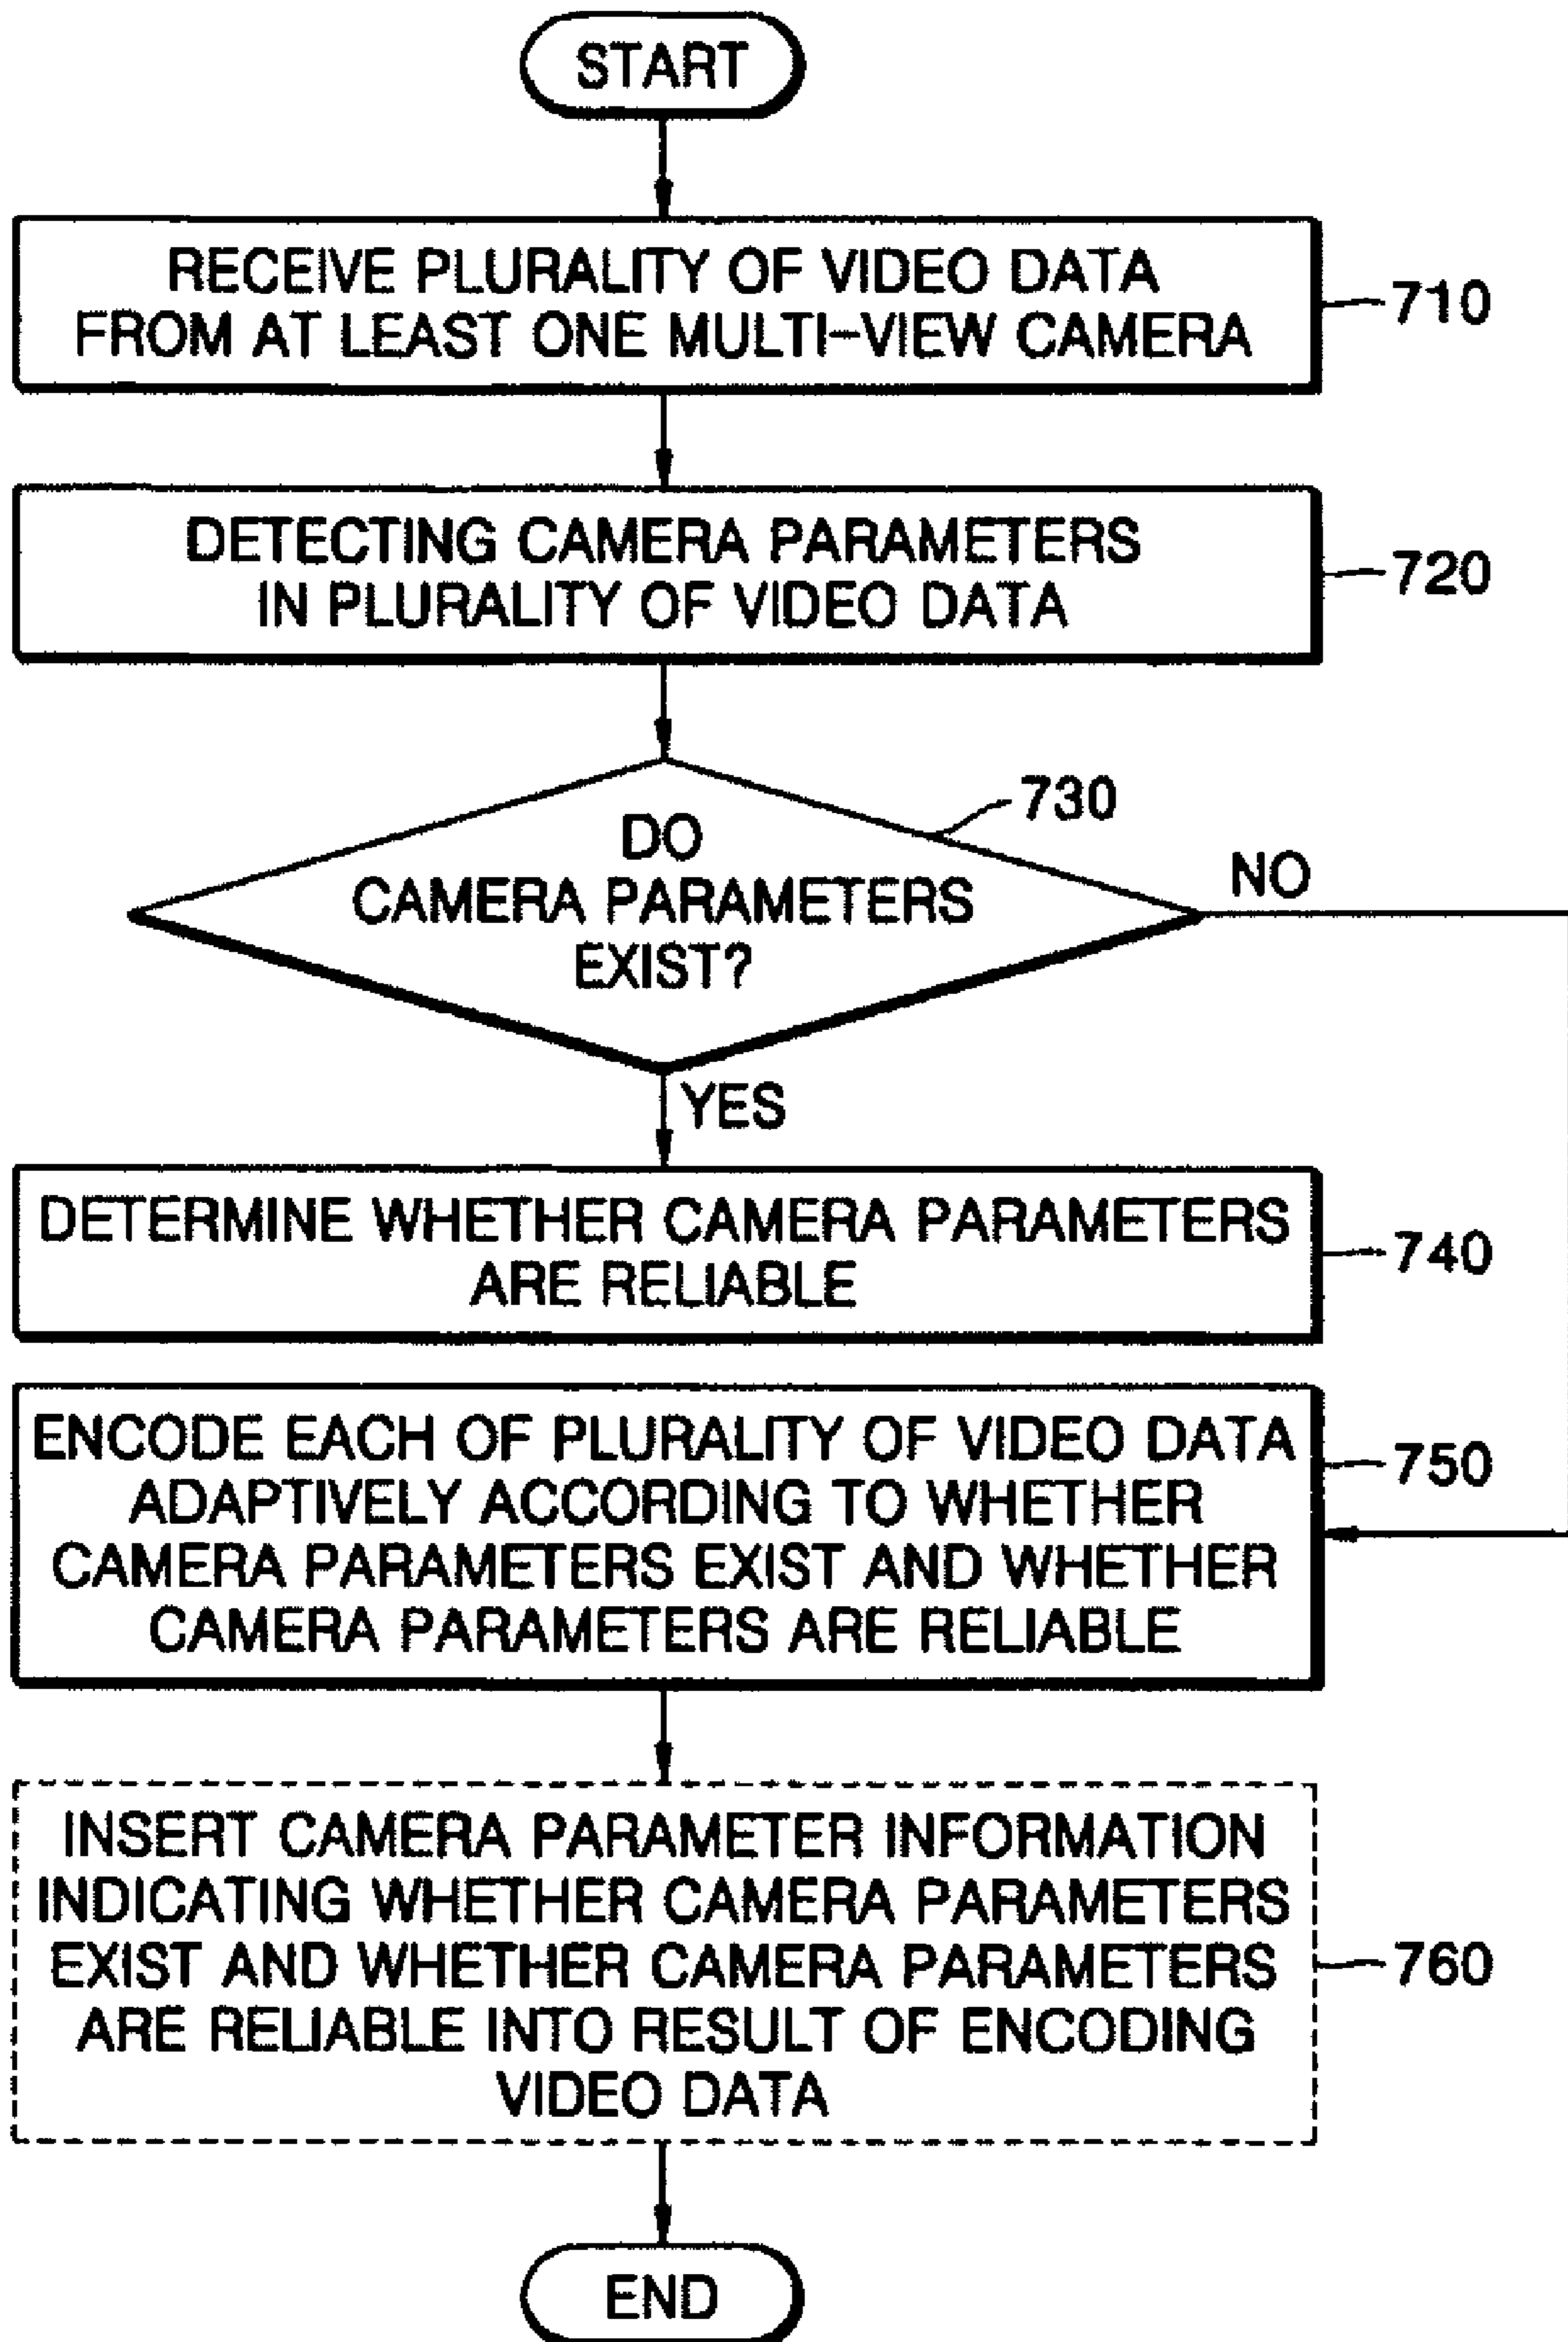 START
RECEIVE PLURALITY OF VIDEO DATA
FROM AT LEAST ONE MULTI-VIEW CAMERA
710
DETECTING CAMERA PARAMETERS
IN PLURALITY OF VIDEO DATA
720
730
DO
CAMERA PARAMETERS
EXIST?
NO
YES
DETERMINE WHETHER CAMERA PARAMETERS
ARE RELIABLE
740
ENCODE EACH OF PLURALITY OF VIDEO DATA
ADAPTIVELY ACCORDING TO WHETHER
CAMERA PARAMETERS EXIST AND WHETHER
CAMERA PARAMETERS ARE RELIABLE
750
INSERT CAMERA PARAMETER INFORMATION
INDICATING WHETHER CAMERA PARAMETERS
EXIST AND WHETHER CAMERA PARAMETERS
ARE RELIABLE INTO RESULT OF ENCODING
VIDEO DATA
760
END